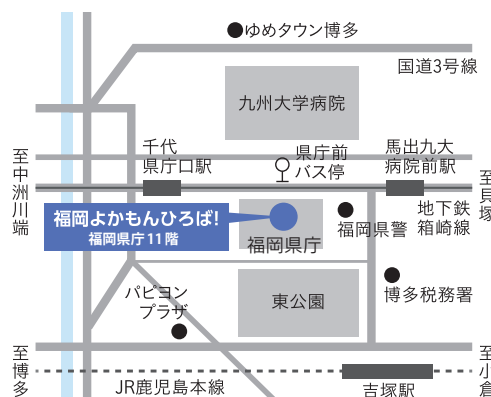 ゆめタウン博多
国道3号線
九州大学病院
千代
県庁口駅
県庁前
バス停
馬出九大
病院前駅
至中洲川端
至貝塚
地下鉄
箱崎線
福岡よかもんひろば!
福岡県庁11階
福岡県庁
福岡県警
パピヨン
プラザ
東公園
博多税務署
至博多
至小倉
JR鹿児島本線
吉塚駅